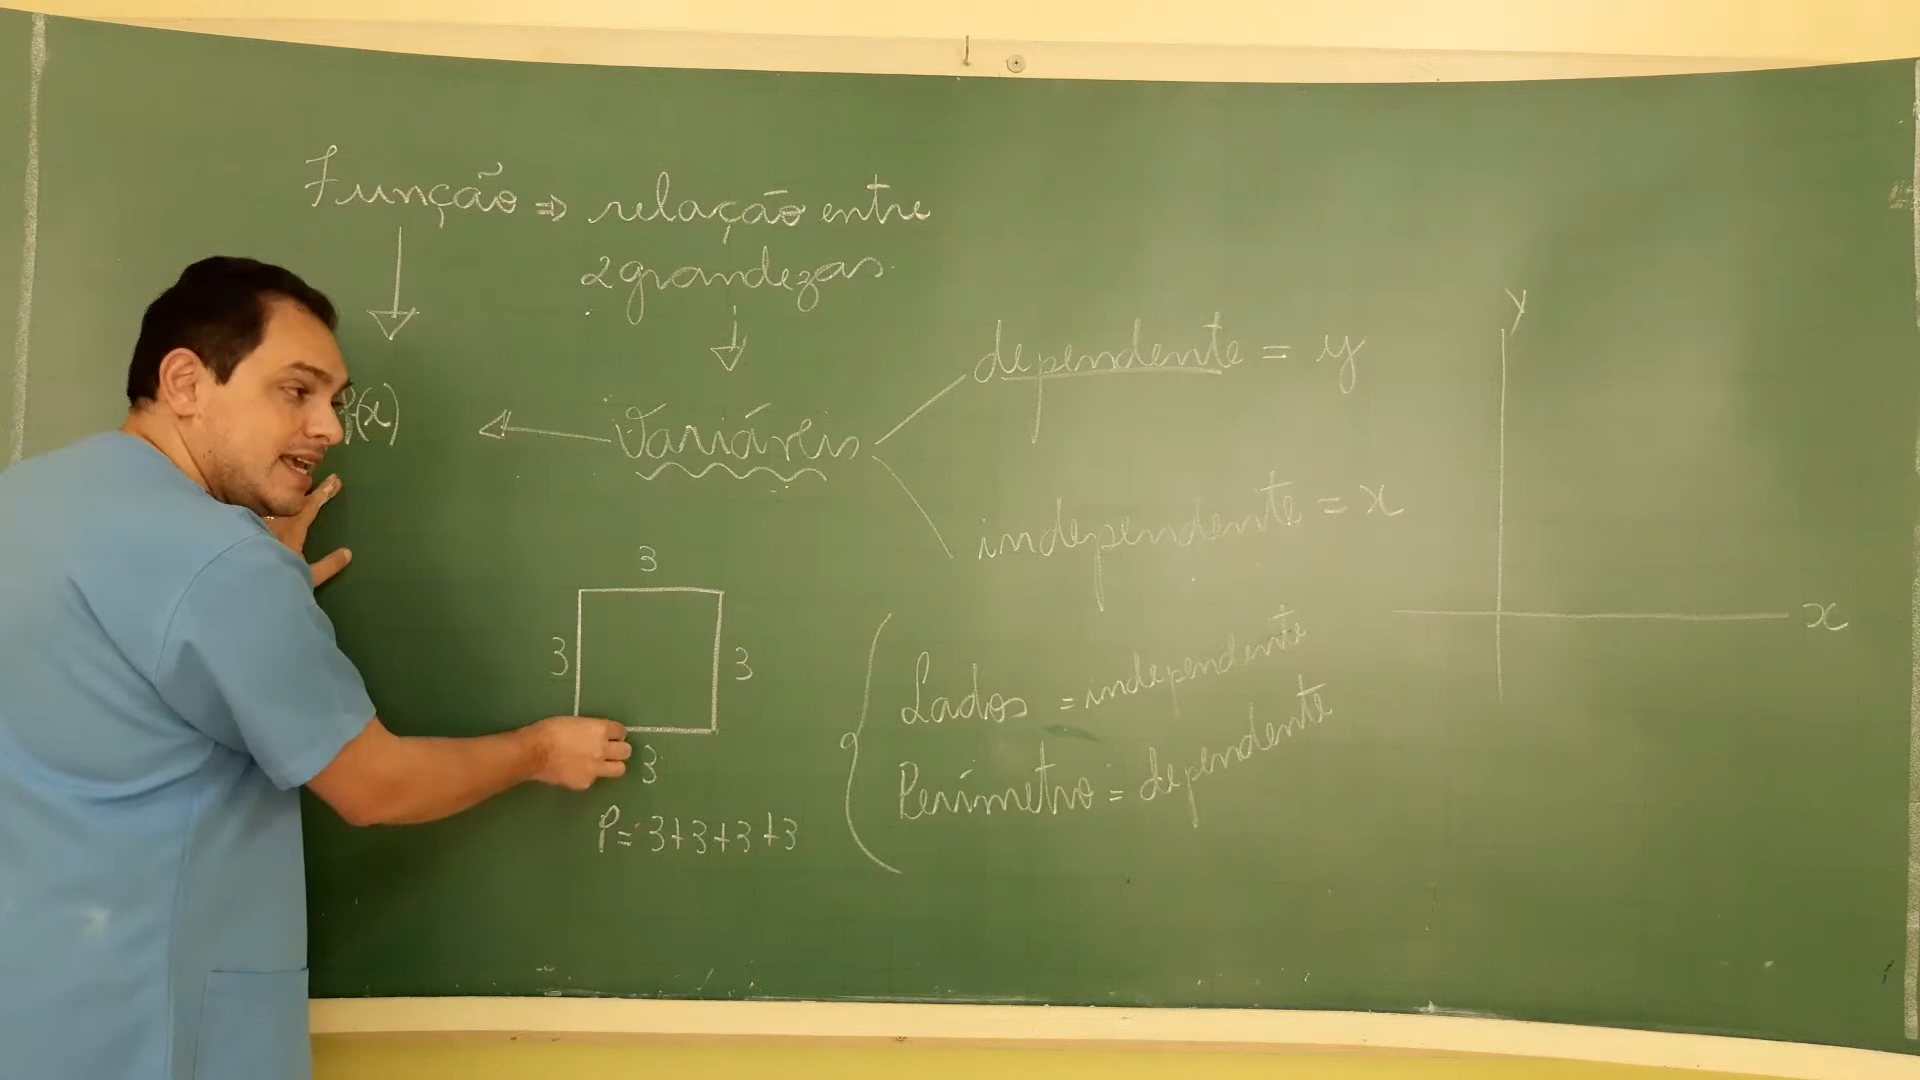 Função ⇒ relação entre
2 grandezas
f(x)
Variáveis
dependente = y
independente = x
y
x
3
3
3
3
P = 3+3+3+3
Lados = independente
Perímetro = dependente